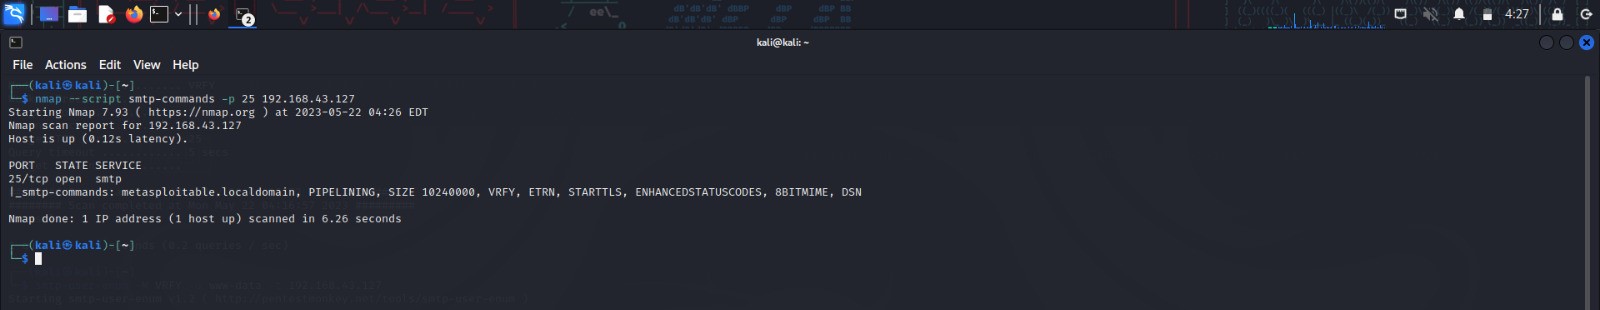 2
4:27
kali@kali: ~
File Actions Edit View Help
┌──(kali㉿kali)-[~]
└─$ nmap --script smtp-commands -p 25 192.168.43.127
Starting Nmap 7.93 ( https://nmap.org ) at 2023-05-22 04:26 EDT
Nmap scan report for 192.168.43.127
Host is up (0.12s latency).
PORT   STATE SERVICE
25/tcp open  smtp
|_smtp-commands: metasploitable.localdomain, PIPELINING, SIZE 10240000, VRFY, ETRN, STARTTLS, ENHANCEDSTATUSCODES, 8BITMIME, DSN
Nmap done: 1 IP address (1 host up) scanned in 6.26 seconds
┌──(kali㉿kali)-[~]
└─$